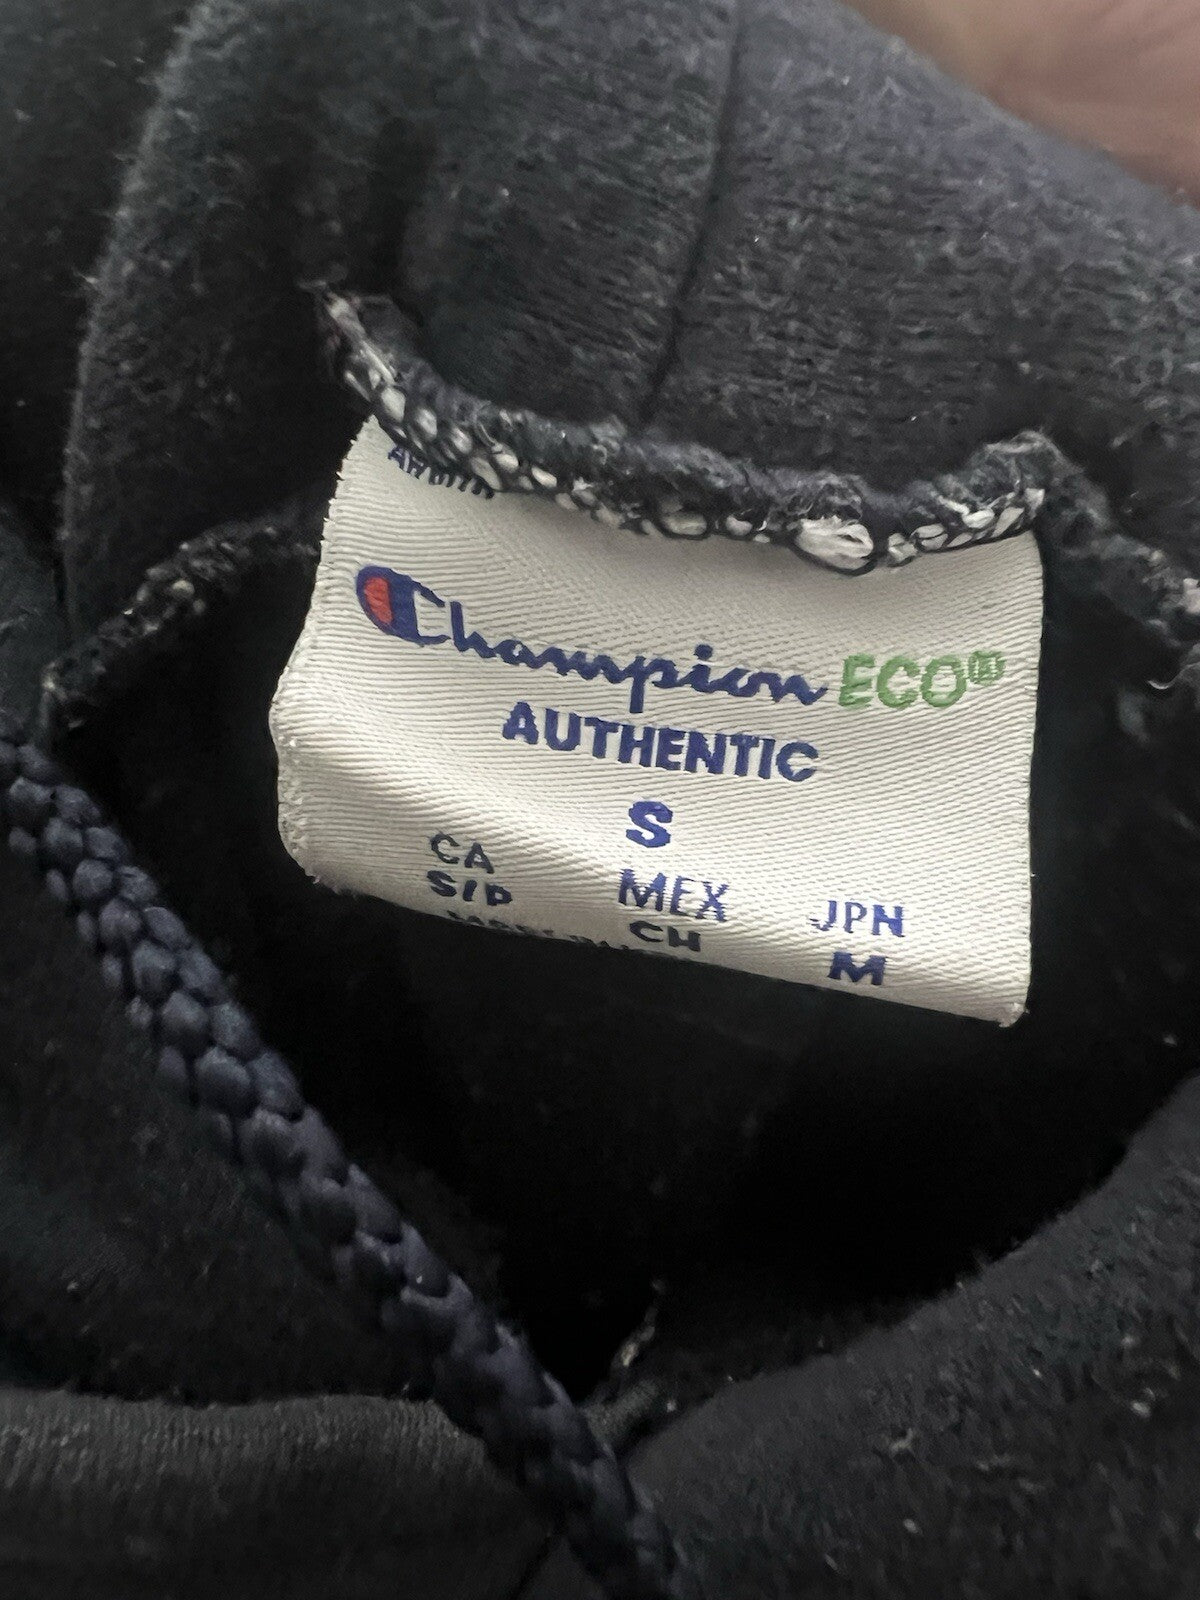 Champion ECO®
AUTHENTIC
S
CA MEX JPN
S/P CH M